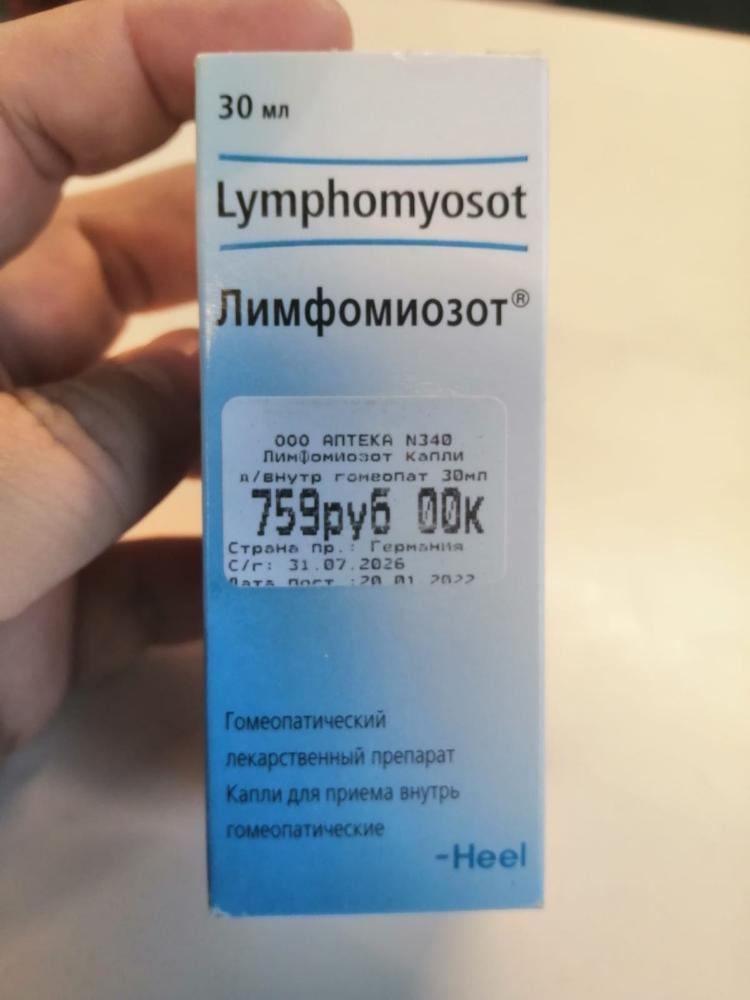 30 мл
Lymphomyosot
Лимфомиозот®
ООО АПТЕКА N340
Лимфомиозот капли
д/внутр гомеопат 30мл
759руб 00к
Страна пр.: Германия
С/г: 31.07.2026
Дата пост.:20.01.2022
Гомеопатический
лекарственный препарат
Капли для приема внутрь
гомеопатические
-Heel